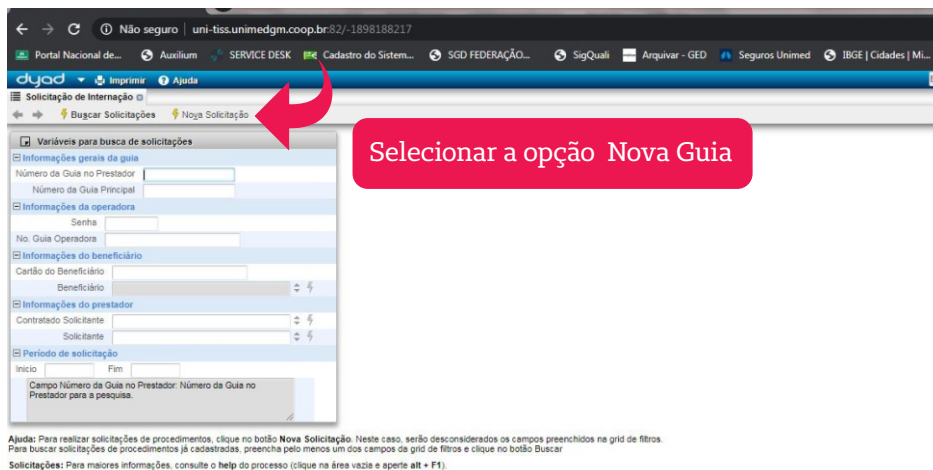 Não seguro | uni-tiss.unimedgm.coop.br:82/-1898188217
Portal Nacional de... Auxilium SERVICE DESK Cadastro do Sistem... SGD FEDERAÇÃO... SigQuali Arquivar - GED Seguros Unimed IBGE | Cidades | Mi...
dyad Imprimir Ajuda
Solicitação de Internação
Buscar Solicitações Nova Solicitação
Selecionar a opção Nova Guia
Variáveis para busca de solicitações
Informações gerais da guia
Número da Guia no Prestador
Número da Guia Principal
Informações da operadora
Senha
No. Guia Operadora
Informações do beneficiário
Cartão do Beneficiário
Beneficiário
Informações do prestador
Contratado Solicitante
Solicitante
Período de solicitação
Inicio Fim
Campo Número da Guia no Prestador: Número da Guia no
Prestador para a pesquisa.
Ajuda: Para realizar solicitações de procedimentos, clique no botão Nova Solicitação. Neste caso, serão desconsiderados os campos preenchidos na grid de filtros.
Para buscar solicitações de procedimentos já cadastradas, preencha pelo menos um dos campos da grid de filtros e clique no botão Buscar
Solicitações: Para maiores informações, consulte o help do processo (clique na área vazia e aperte alt + F1).